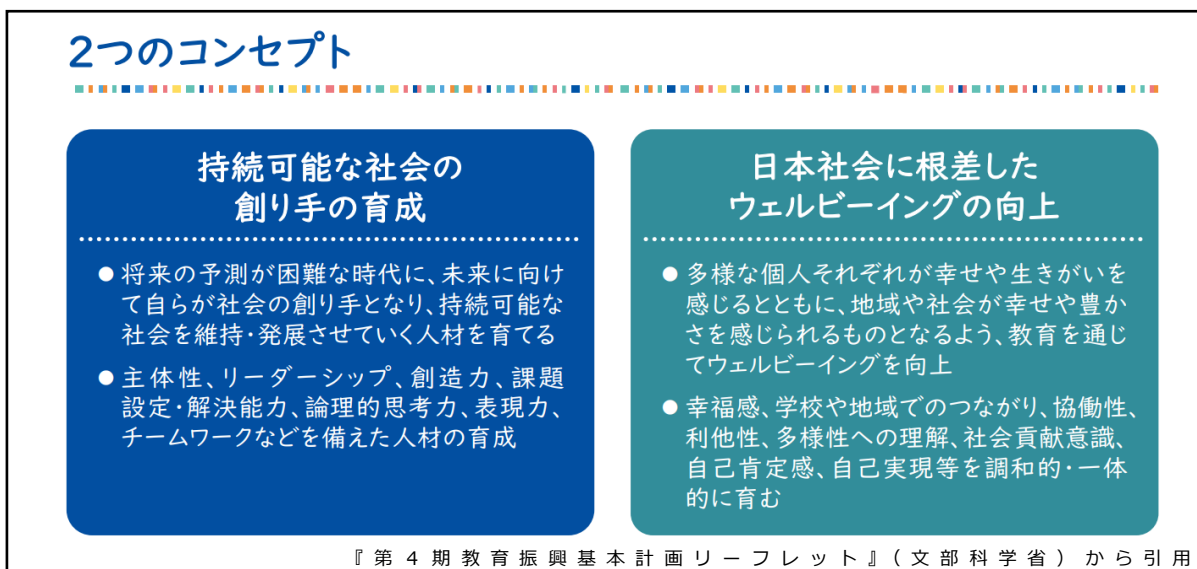 2つのコンセプト
持続可能な社会の
創り手の育成
●将来の予測が困難な時代に、未来に向け
て自らが社会の創り手となり、持続可能な
社会を維持・発展させていく人材を育てる
●主体性、リーダーシップ、創造力、課題
設定・解決能力、論理的思考力、表現力、
チームワークなどを備えた人材の育成
日本社会に根差した
ウェルビーイングの向上
●多様な個人それぞれが幸せや生きがいを
感じるとともに、地域や社会が幸せや豊か
さを感じられるものとなるよう、教育を通じ
てウェルビーイングを向上
●幸福感、学校や地域でのつながり、協働性、
利他性、多様性への理解、社会貢献意識、
自己肯定感、自己実現等を調和的・一体
的に育む
『第4期教育振興基本計画リーフレット』(文部科学省)から引用